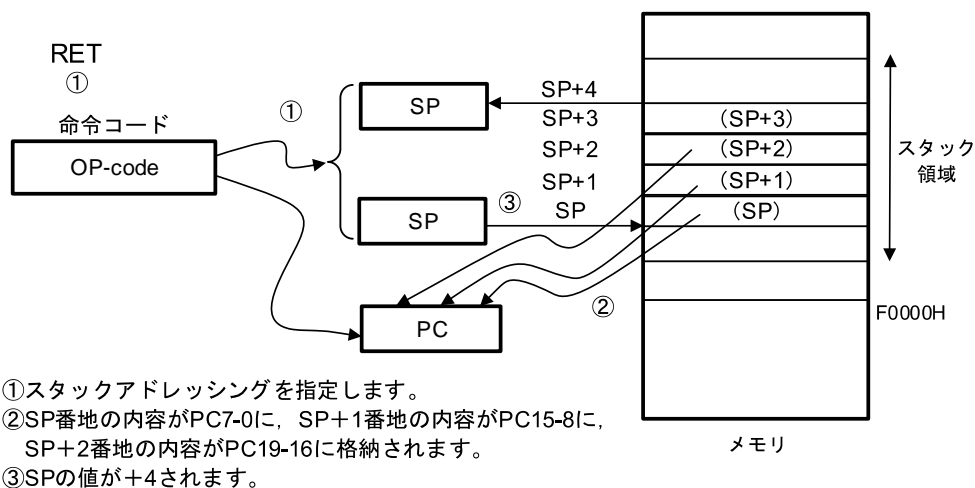 RET
①
命令コード
OP-code
①
SP
SP
③
PC
②
SP+4
SP+3
SP+2
SP+1
SP
(SP+3)
(SP+2)
(SP+1)
(SP)
スタック
領域
F0000H
メモリ
①スタックアドレッシングを指定します。
②SP番地の内容がPC7-0に，SP＋1番地の内容がPC15-8に，
SP＋2番地の内容がPC19-16に格納されます。
③SPの値が＋4されます。